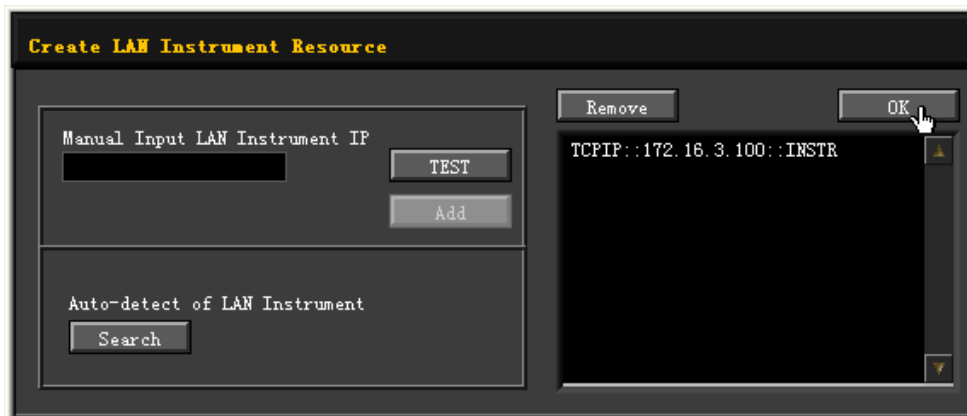 Create LAN Instrument Resource
Manual Input LAN Instrument IP
TEST
Add
Auto-detect of LAN Instrument
Search
Remove
OK
TCPIP::172.16.3.100::INSTR